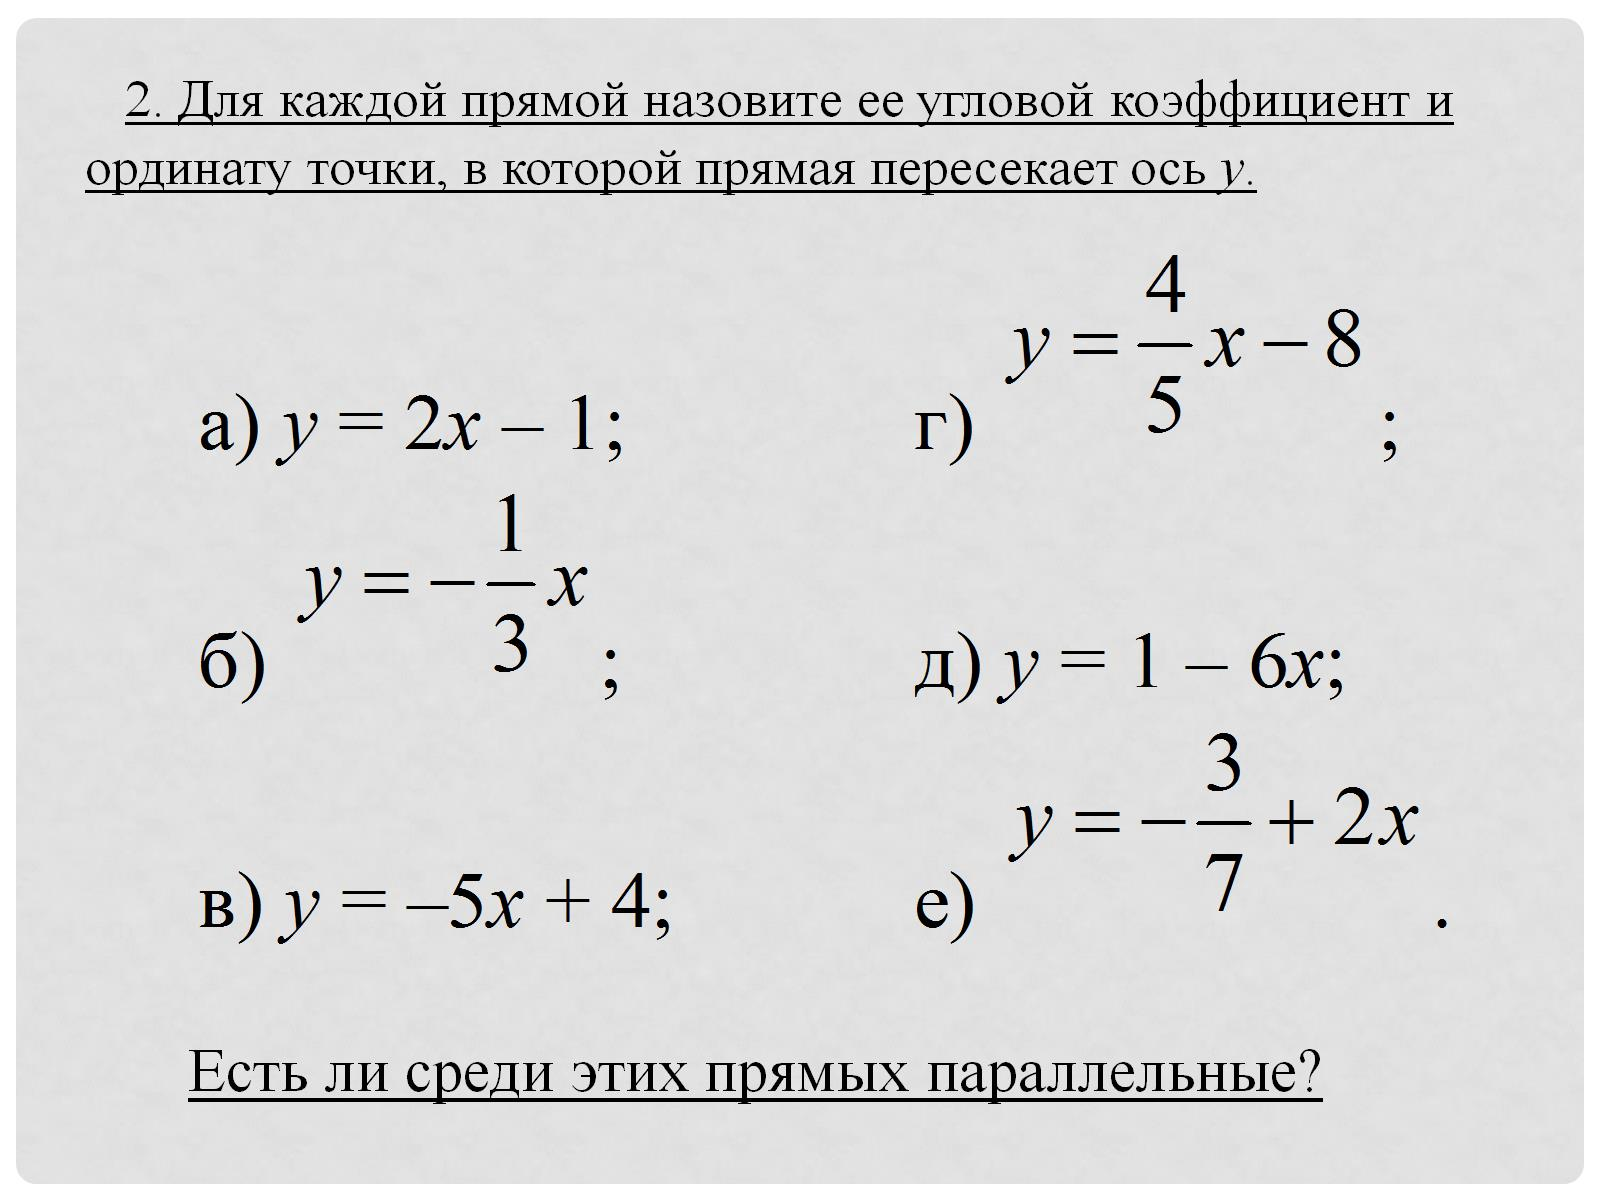 2. Для каждой прямой назовите ее угловой коэффициент и
ординату точки, в которой прямая пересекает ось y.
а) y = 2x – 1;
г) y = 4/5 x − 8 ;
б) y = − 1/3 x ;
д) y = 1 – 6x;
в) y = –5x + 4;
е) y = − 3/7 + 2x .
Есть ли среди этих прямых параллельные?